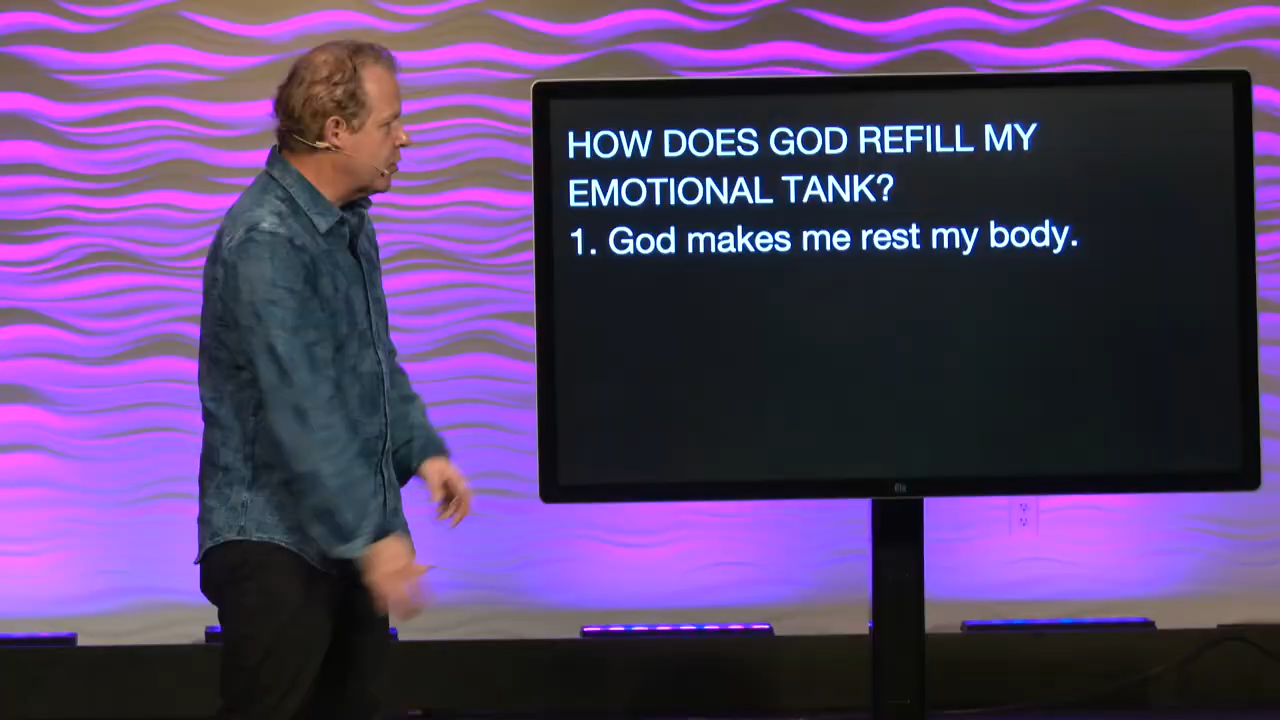 HOW DOES GOD REFILL MY
EMOTIONAL TANK?
1. God makes me rest my body.